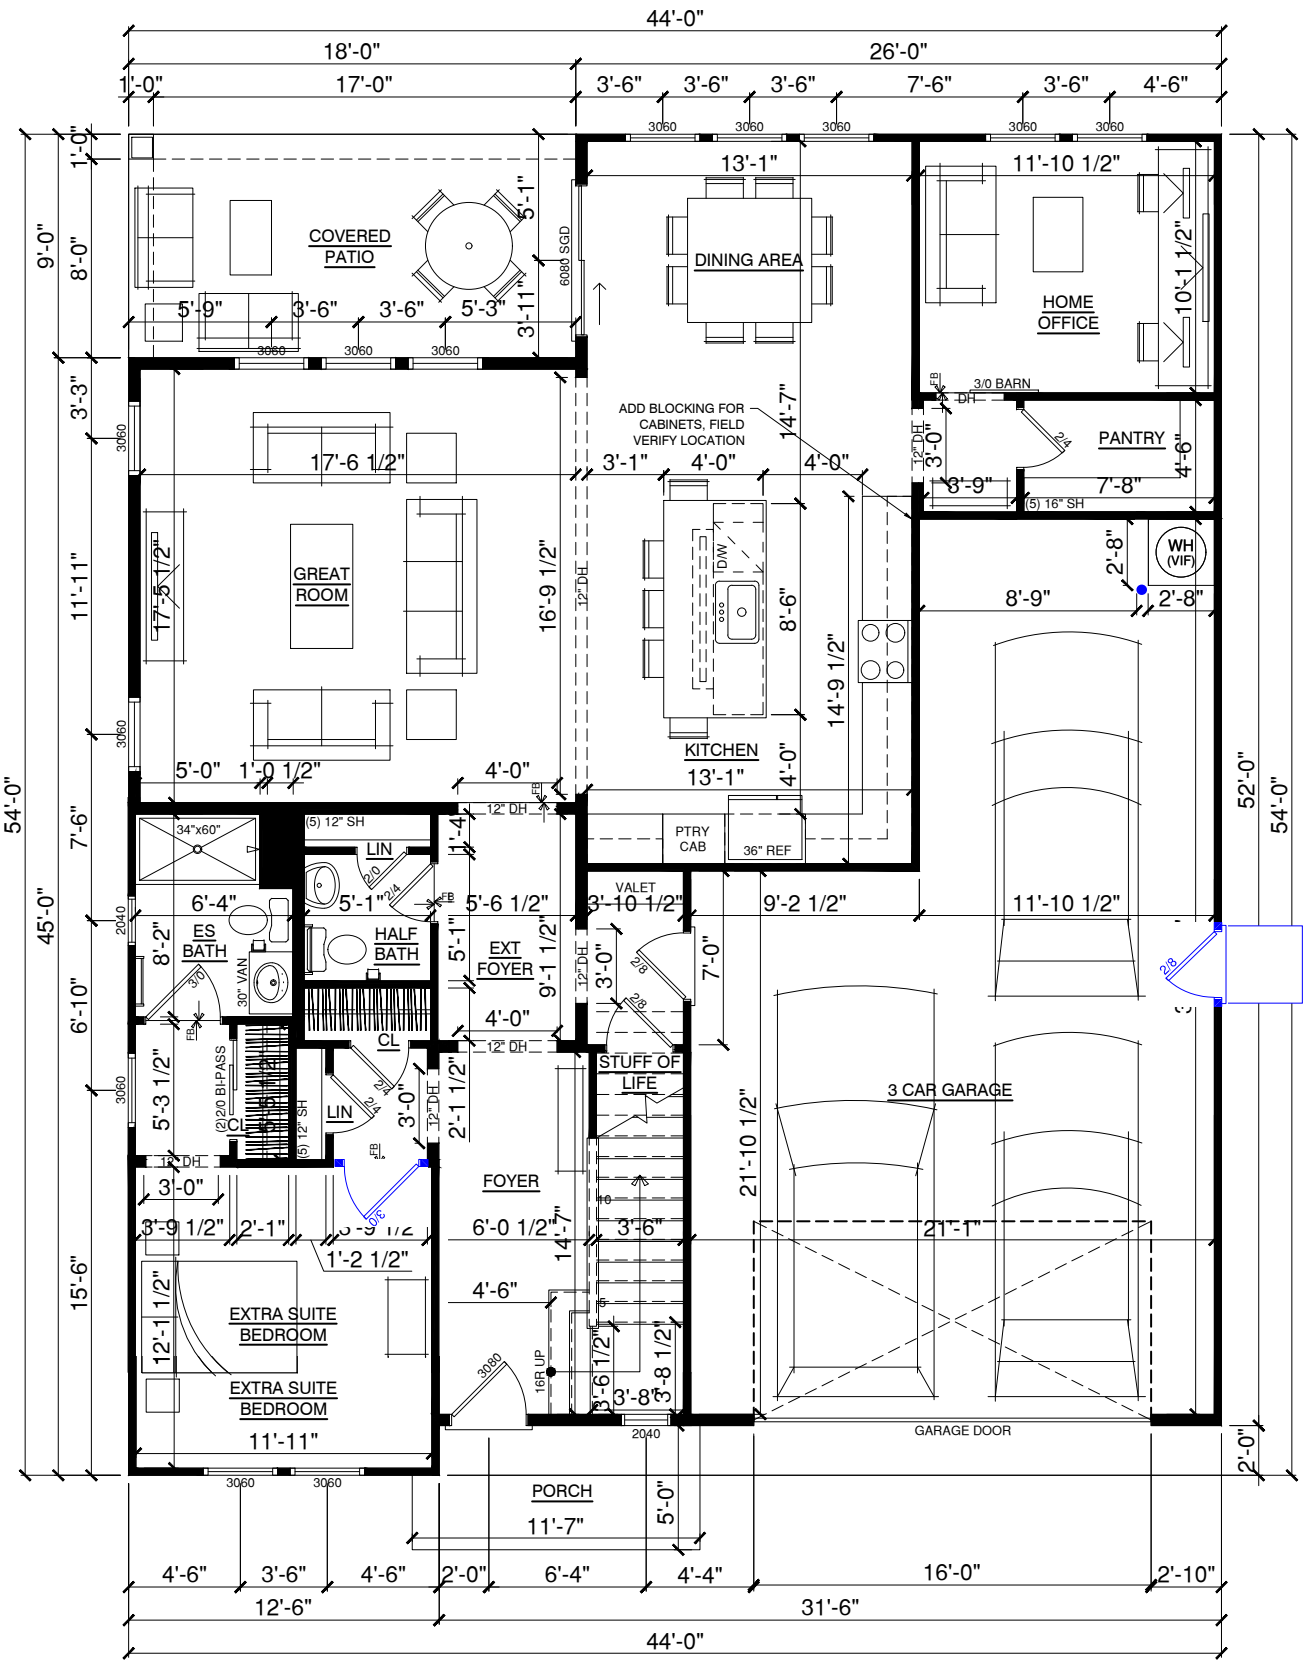 44'-0"
18'-0"
26'-0"
1'-0"
17'-0"
3'-6"
3'-6"
3'-6"
7'-6"
3'-6"
4'-6"
3060
3060
3060
3060
3060
1'-0"
13'-1"
11'-10 1/2"
5'-1"
COVERED
PATIO
9'-0"
8'-0"
6080 SGD
DINING AREA
10'-1 1/2"
HOME
OFFICE
5'-9"
3'-6"
3'-6"
5'-3"
3'-11"
3060
3060
3060
3'-3"
FB
3/0 BARN
DH
ADD BLOCKING FOR
CABINETS, FIELD
VERIFY LOCATION
14'-7"
3060
12" DH
3'-0"
2/4
PANTRY
4'-6"
17'-6 1/2"
3'-1"
4'-0"
4'-0"
3'-9"
7'-8"
(5) 16" SH
11'-11"
17'-5 1/2"
GREAT
ROOM
16'-9 1/2"
12" DH
D/W
8'-6"
2'-8"
WH
(VIF)
8'-9"
2'-8"
14'-9 1/2"
3060
KITCHEN
5'-0"
1'-0 1/2"
4'-0"
FB
13'-1"
4'-0"
54'-0"
52'-0"
54'-0"
12" DH
7'-6"
34"x60"
(5) 12" SH
LIN
1'-4"
PTRY
CAB
36" REF
2/0
2/4
FB
VALET
45'-0"
2040
6'-4"
5'-1"
5'-6 1/2"
3'-10 1/2"
9'-2 1/2"
11'-10 1/2"
ES
BATH
8'-2"
HALF
BATH
5'-1"
EXT
FOYER
9'-1 1/2"
12" DH
3'-0"
2/8
7'-0"
2/8
3/0
30" VAN
2/8
6'-10"
FB
4'-0"
CL
12" DH
STUFF OF
LIFE
3060
5'-3 1/2"
(2)2/0 BI-PASS
CL
5'-5 1/2"
(5) 12" SH
LIN
2/4
2/4
3'-0"
12" DH
2'-1 1/2"
3 CAR GARAGE
21'-10 1/2"
FB
12" DH
3'-0"
3/0
FOYER
10
3'-9 1/2"
2'-1"
3'-9 1/2"
6'-0 1/2"
14'-7"
3'-6"
21'-1"
1'-2 1/2"
15'-6"
12'-1 1/2"
4'-6"
5
EXTRA SUITE
BEDROOM
3080
16R UP
3'-6 1/2"
3'-8 1/2"
EXTRA SUITE
BEDROOM
3'-8"
11'-11"
2040
GARAGE DOOR
2'-0"
3060
3060
PORCH
5'-0"
11'-7"
4'-6"
3'-6"
4'-6"
2'-0"
6'-4"
4'-4"
16'-0"
2'-10"
12'-6"
31'-6"
44'-0"